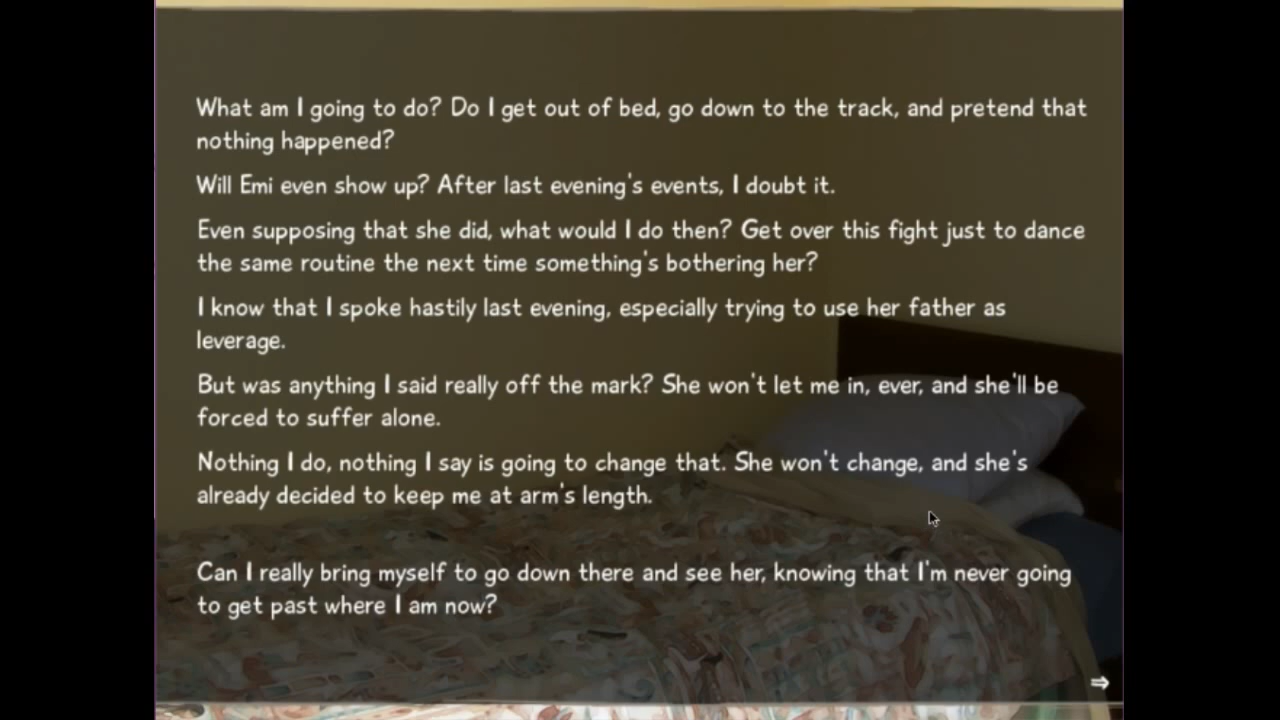 What am I going to do? Do I get out of bed, go down to the track, and pretend that
nothing happened?
Will Emi even show up? After last evening's events, I doubt it.
Even supposing that she did, what would I do then? Get over this fight just to dance
the same routine the next time something's bothering her?
I know that I spoke hastily last evening, especially trying to use her father as
leverage.
But was anything I said really off the mark? She won't let me in, ever, and she'll be
forced to suffer alone.
Nothing I do, nothing I say is going to change that. She won't change, and she's
already decided to keep me at arm's length.
Can I really bring myself to go down there and see her, knowing that I'm never going
to get past where I am now?